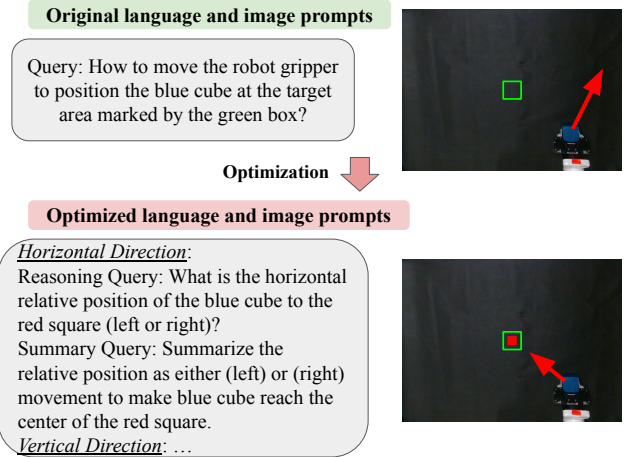 Original language and image prompts
Query: How to move the robot gripper
to position the blue cube at the target
area marked by the green box?
Optimization
Optimized language and image prompts
Horizontal Direction:
Reasoning Query: What is the horizontal
relative position of the blue cube to the
red square (left or right)?
Summary Query: Summarize the
relative position as either (left) or (right)
movement to make blue cube reach the
center of the red square.
Vertical Direction: …